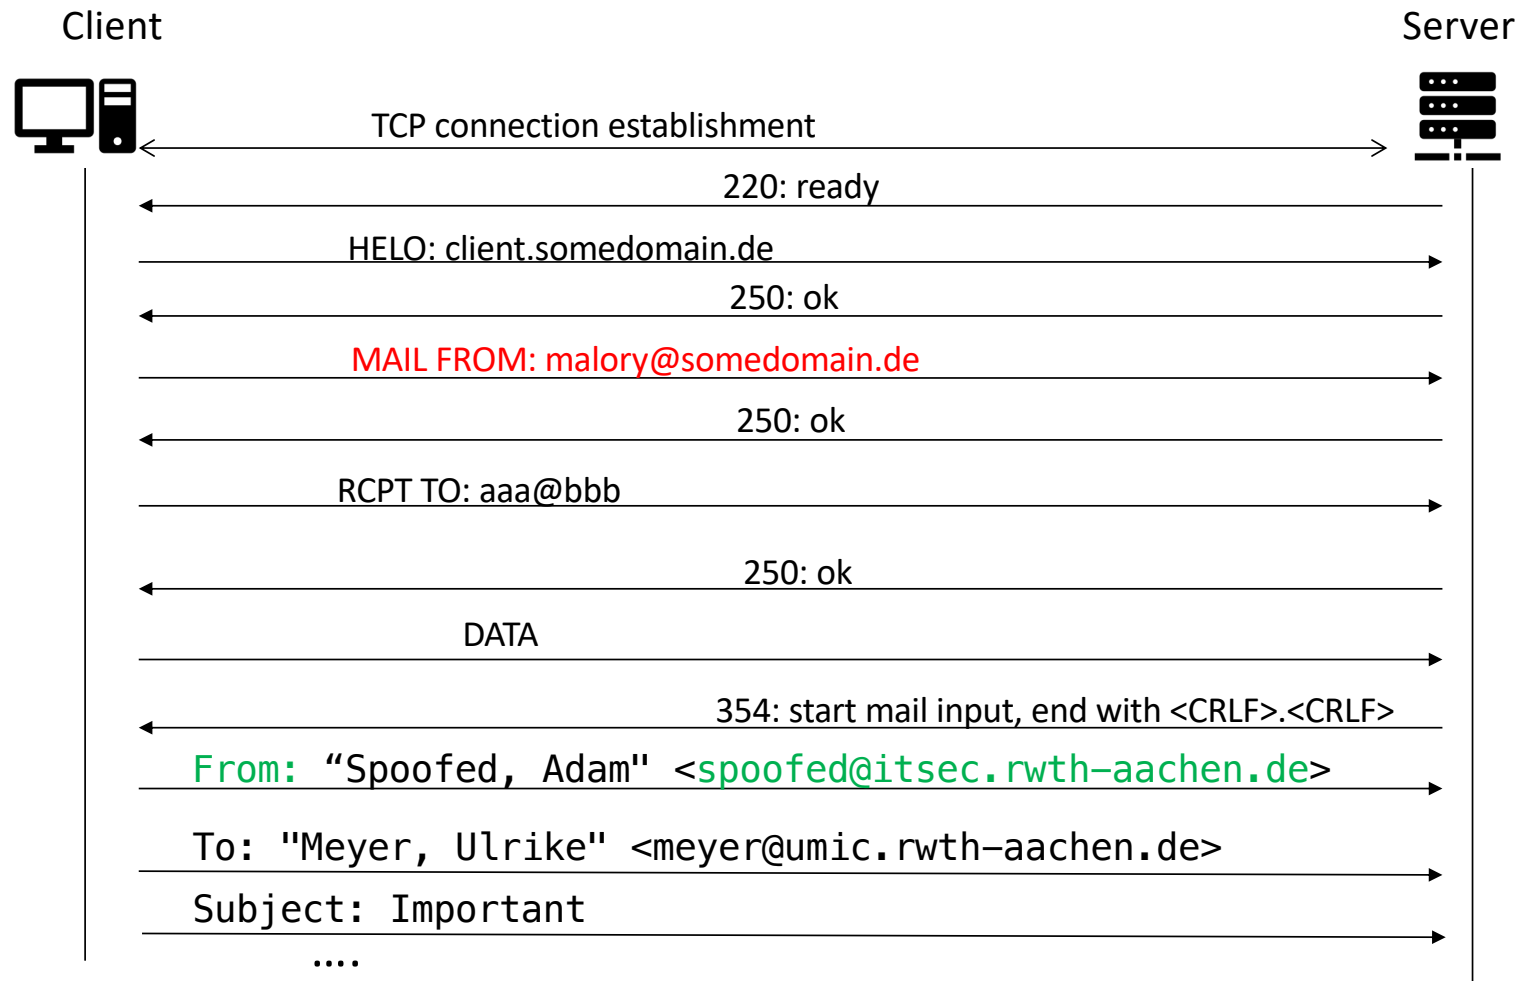 Client
Server
TCP connection establishment
220: ready
HELO: client.somedomain.de
250: ok
MAIL FROM: malory@somedomain.de
250: ok
RCPT TO: aaa@bbb
250: ok
DATA
354: start mail input, end with <CRLF>.<CRLF>
From: “Spoofed, Adam" <spoofed@itsec.rwth-aachen.de>
To: "Meyer, Ulrike" <meyer@umic.rwth-aachen.de>
Subject: Important
....